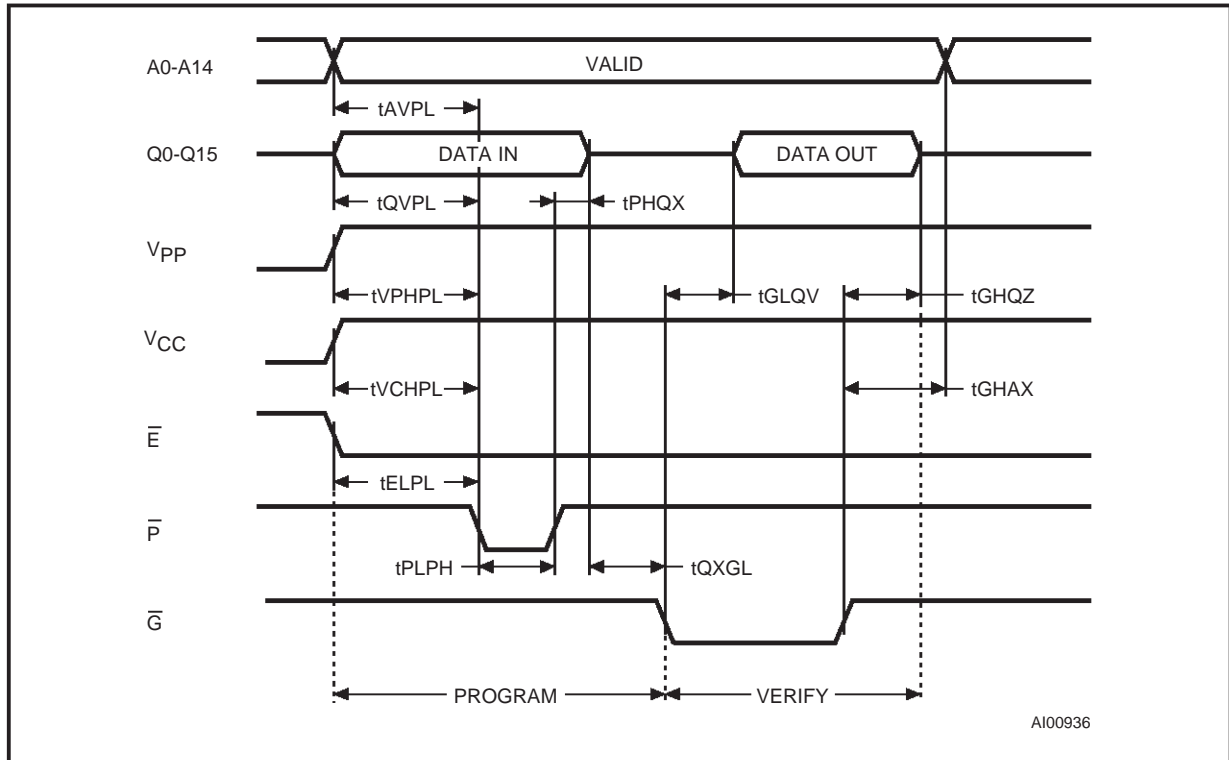 A0-A14
VALID
tAVPL
Q0-Q15
DATA IN
DATA OUT
tQVPL
tPHQX
VPP
tVPHPL
tGLQV
tGHQZ
VCC
tVCHPL
tGHAX
E̅
tELPL
P̅
tPLPH
tQXGL
G̅
PROGRAM
VERIFY
AI00936